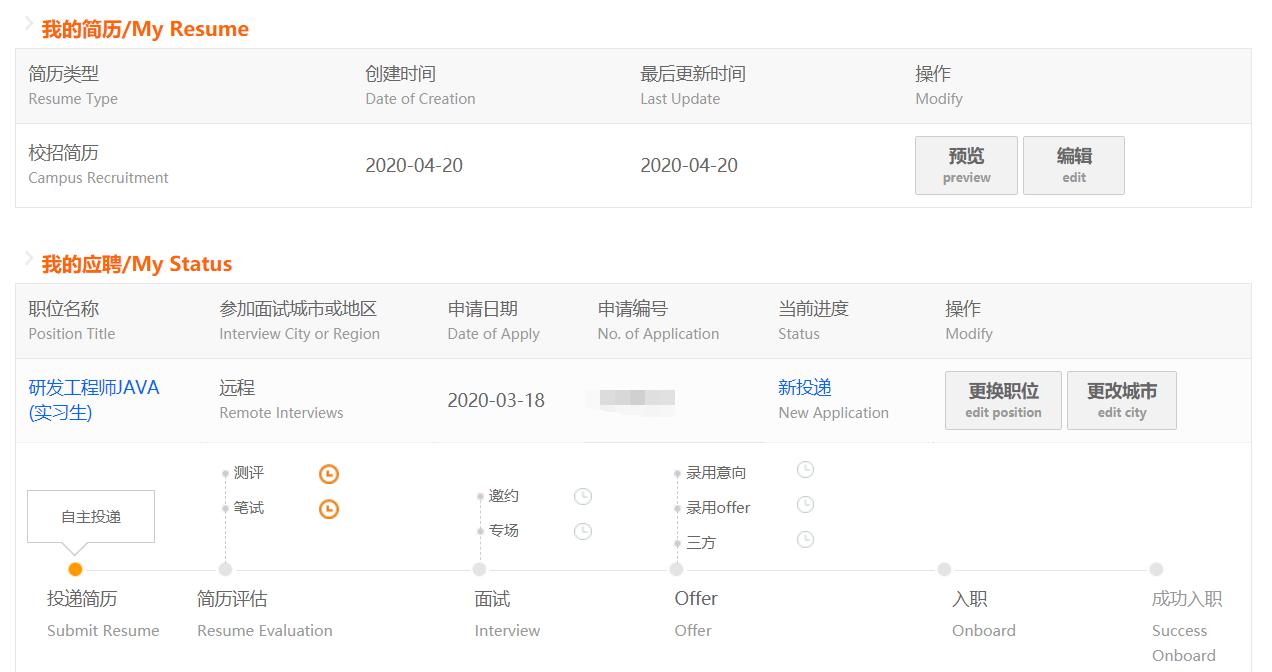 我的简历/My Resume
简历类型 创建时间 最后更新时间 操作
Resume Type Date of Creation Last Update Modify
校招简历 2020-04-20 2020-04-20 预览 编辑
Campus Recruitment preview edit
我的应聘/My Status
职位名称 参加面试城市或地区 申请日期 申请编号 当前进度 操作
Position Title Interview City or Region Date of Apply No. of Application Status Modify
研发工程师JAVA 远程 2020-03-18 新投递 更换职位 更改城市
(实习生) Remote Interviews New Application edit position edit city
测评 录用意向
邀约
笔试 录用offer
自主投递 专场
三方
投递简历 简历评估 面试 Offer 入职 成功入职
Submit Resume Resume Evaluation Interview Offer Onboard Success
Onboard